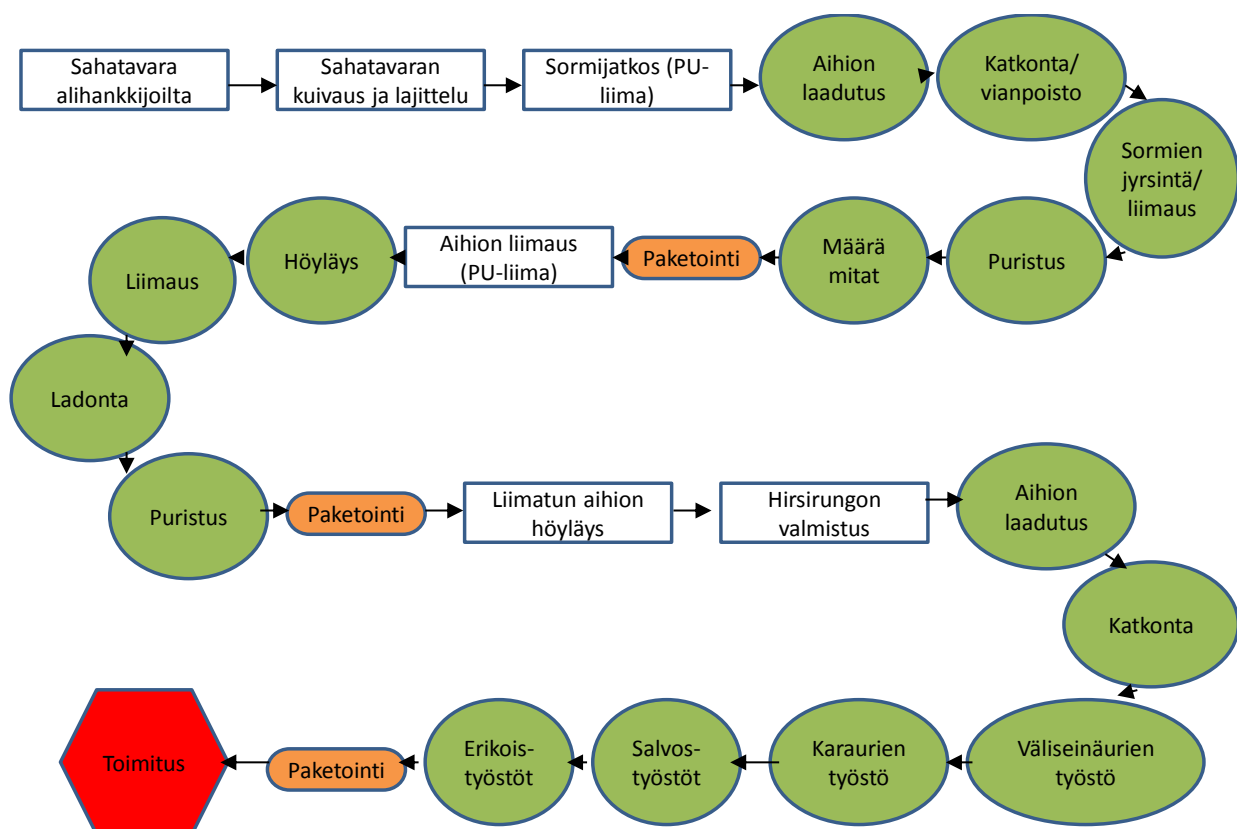 Sahatavara
alihankkijoilta
Sahatavaran
kuivaus ja lajittelu
Sormijatkos (PU-
liima)
Aihion
laadutus
Katkonta/
vianpoisto
Sormien
jyrsintä/
liimaus
Puristus
Määrä
mitat
Paketointi
Aihion liimaus
(PU-liima)
Höyläys
Liimaus
Ladonta
Puristus
Paketointi
Liimatun aihion
höyläys
Hirsirungon
valmistus
Aihion
laadutus
Katkonta
Väliseinäurien
työstö
Karaurien
työstö
Salvos-
työstöt
Erikois-
työstöt
Paketointi
Toimitus